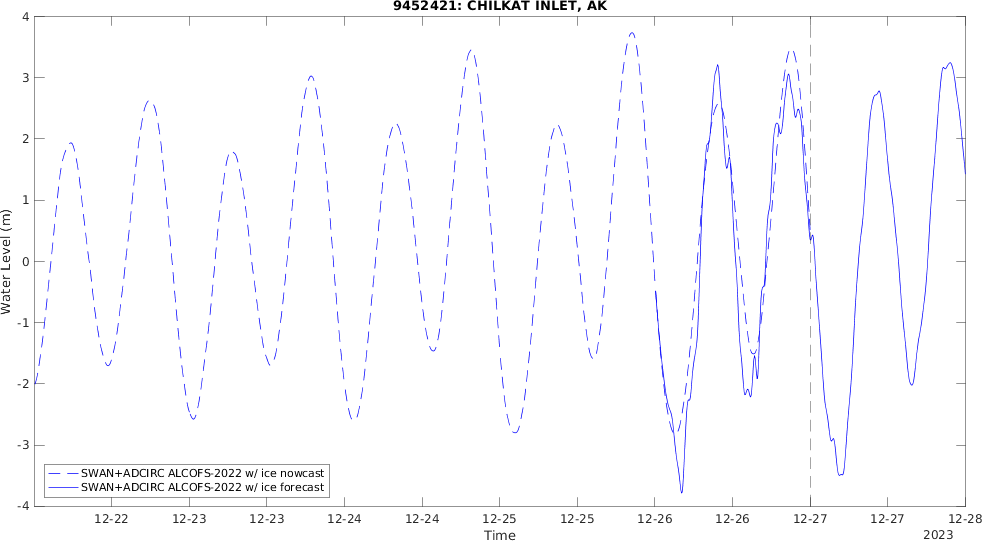 9452421: CHILKAT INLET, AK
4
3
2
1
0
-1
-2
-3
-4
Water Level (m)
SWAN+ADCIRC ALCOFS-2022 w/ ice nowcast
SWAN+ADCIRC ALCOFS-2022 w/ ice forecast
12-22 12-23 12-23 12-24 12-24 12-25 12-25 12-26 12-26 12-27 12-27 12-28
Time
2023